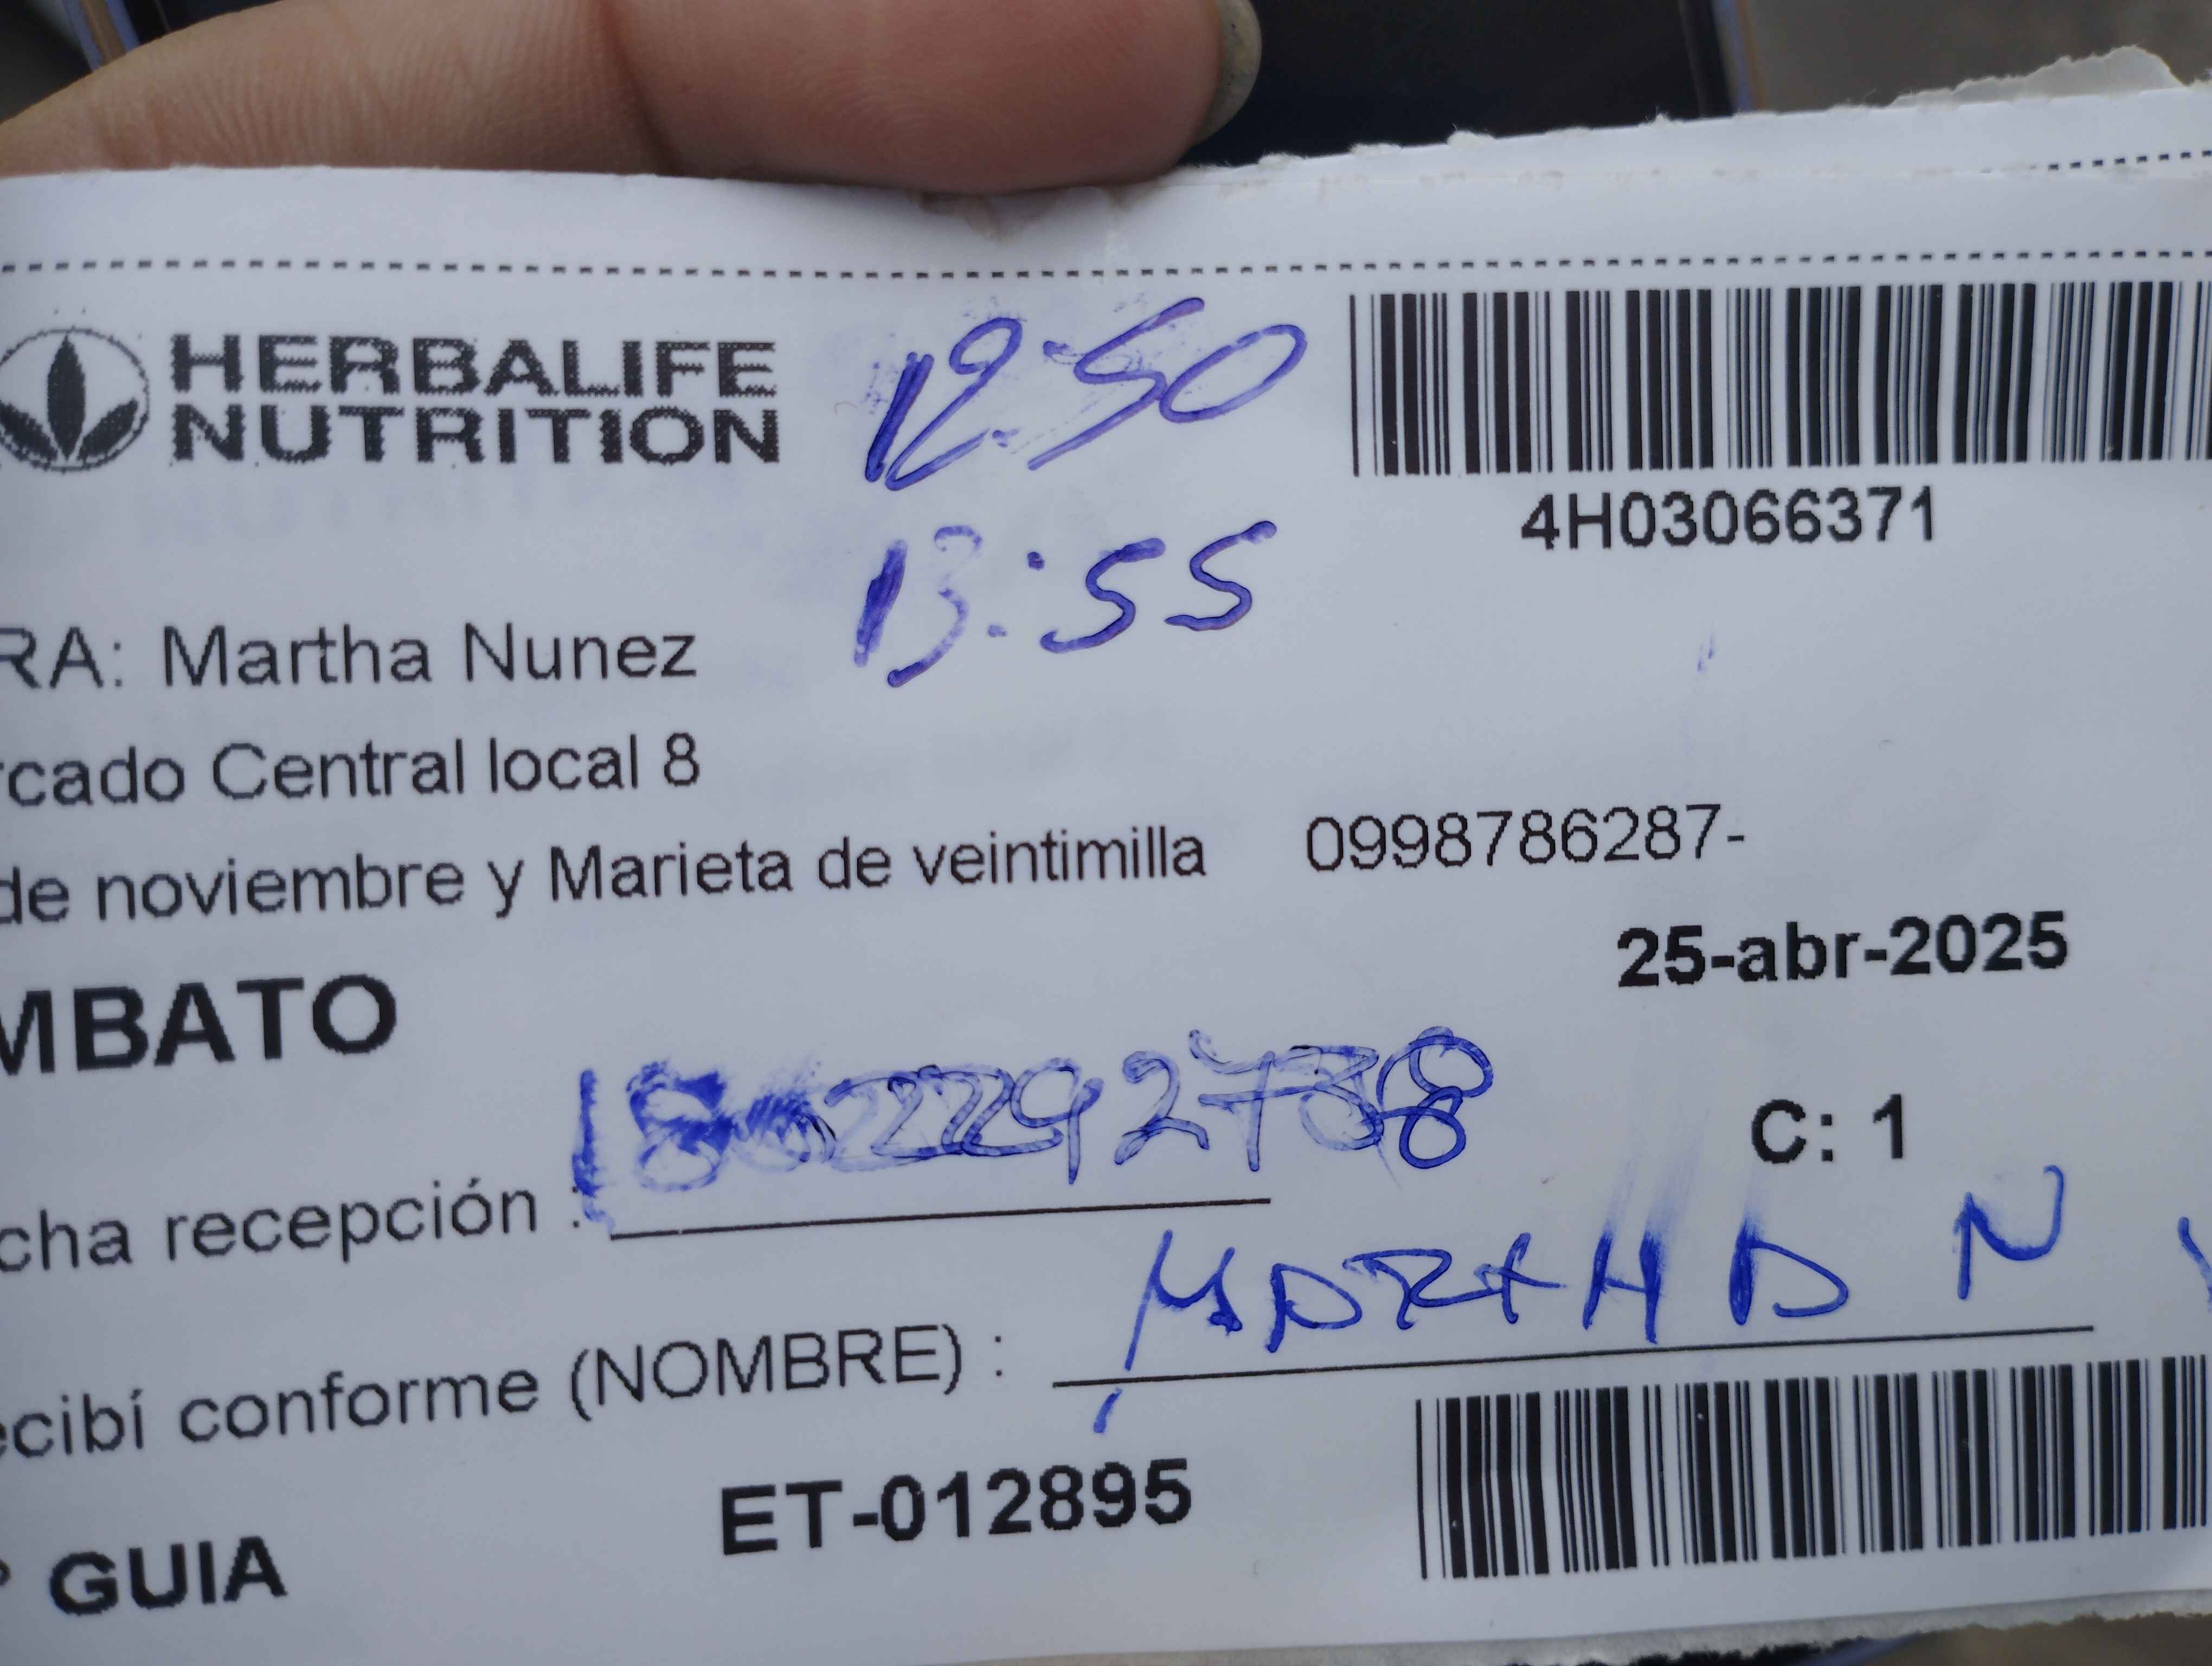 HERBALIFE
NUTRITION
12:50
13:55
4H03066371
RA: Martha Nunez
rcado Central local 8
de noviembre y Marieta de veintimilla 0998786287-
25-abr-2025
MBATO
C: 1
cha recepción :
ecibí conforme (NOMBRE) : MARTHA N
ET-012895
GUIA